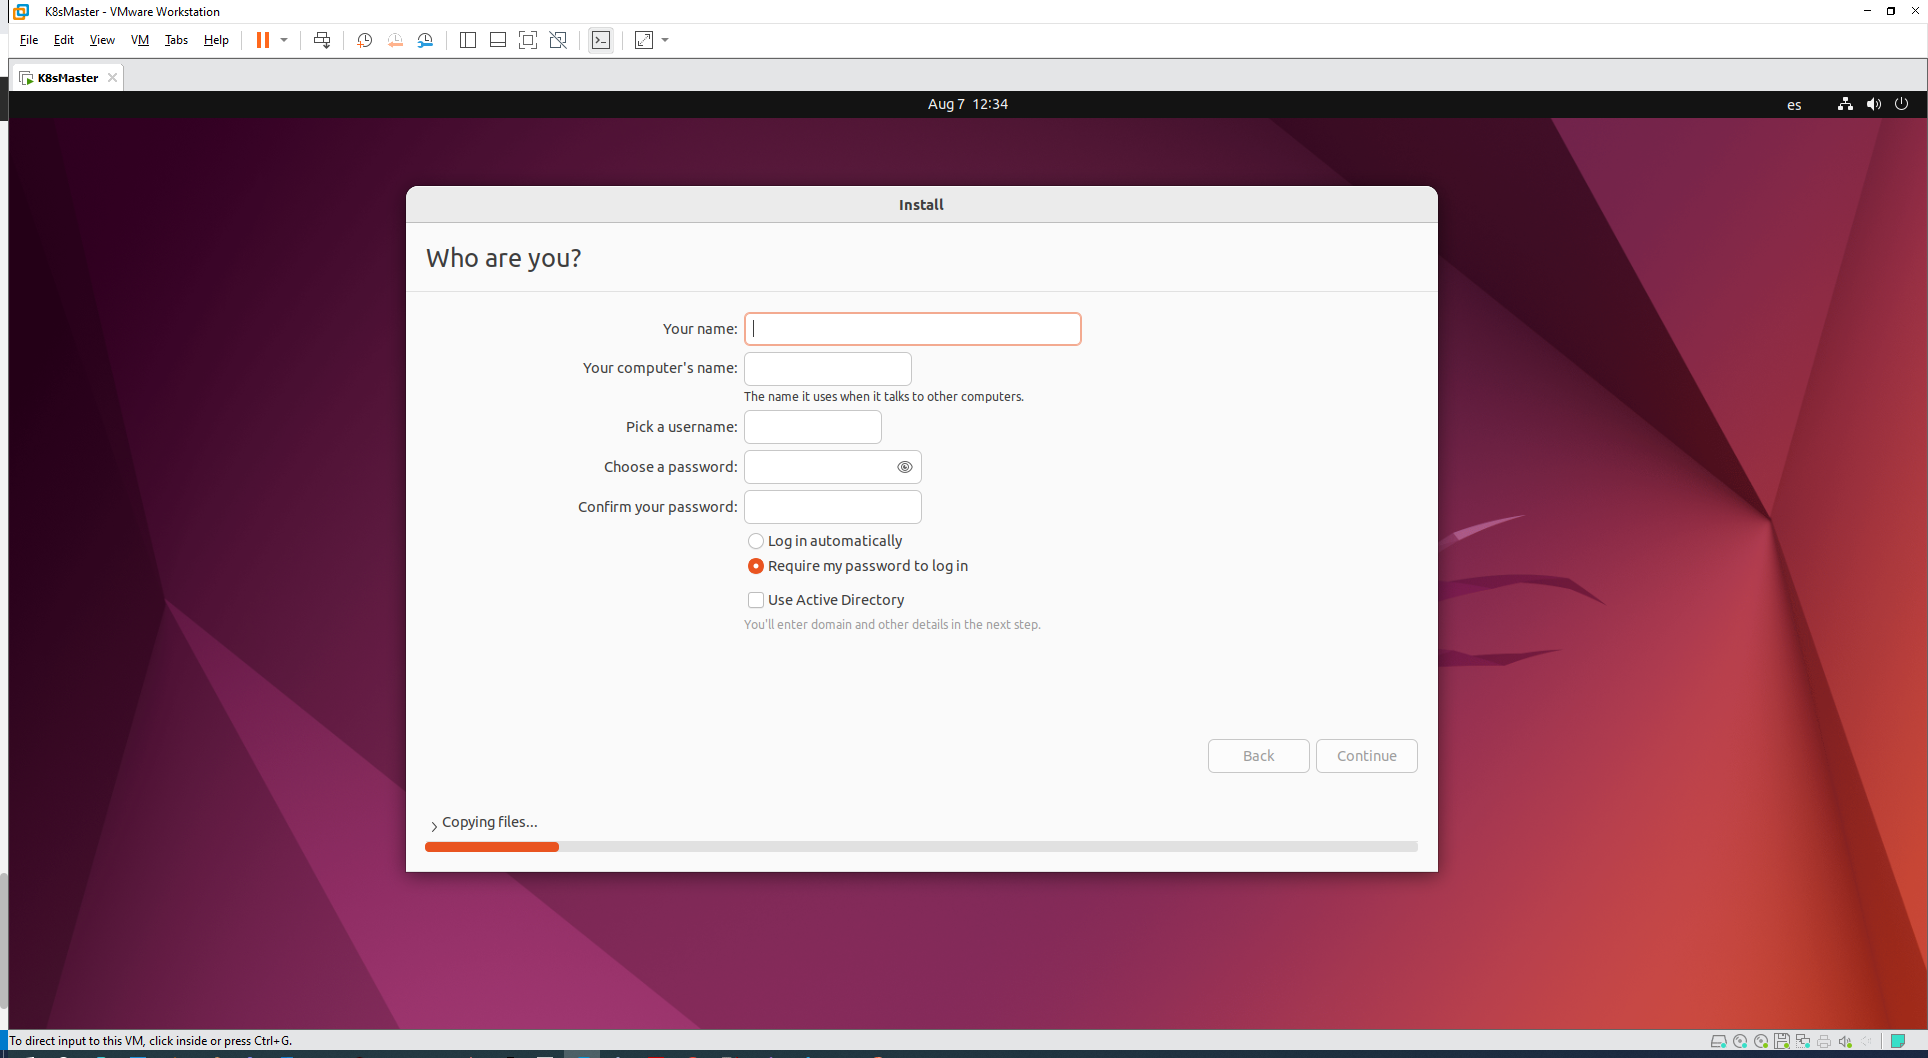 K8sMaster - VMware Workstation
File Edit View VM Tabs Help
K8sMaster
Aug 7 12:34
es
Install
Who are you?
Your name:
Your computer's name:
The name it uses when it talks to other computers.
Pick a username:
Choose a password:
Confirm your password:
Log in automatically
Require my password to log in
Use Active Directory
You'll enter domain and other details in the next step.
Back Continue
Copying files...
To direct input to this VM, click inside or press Ctrl+G.